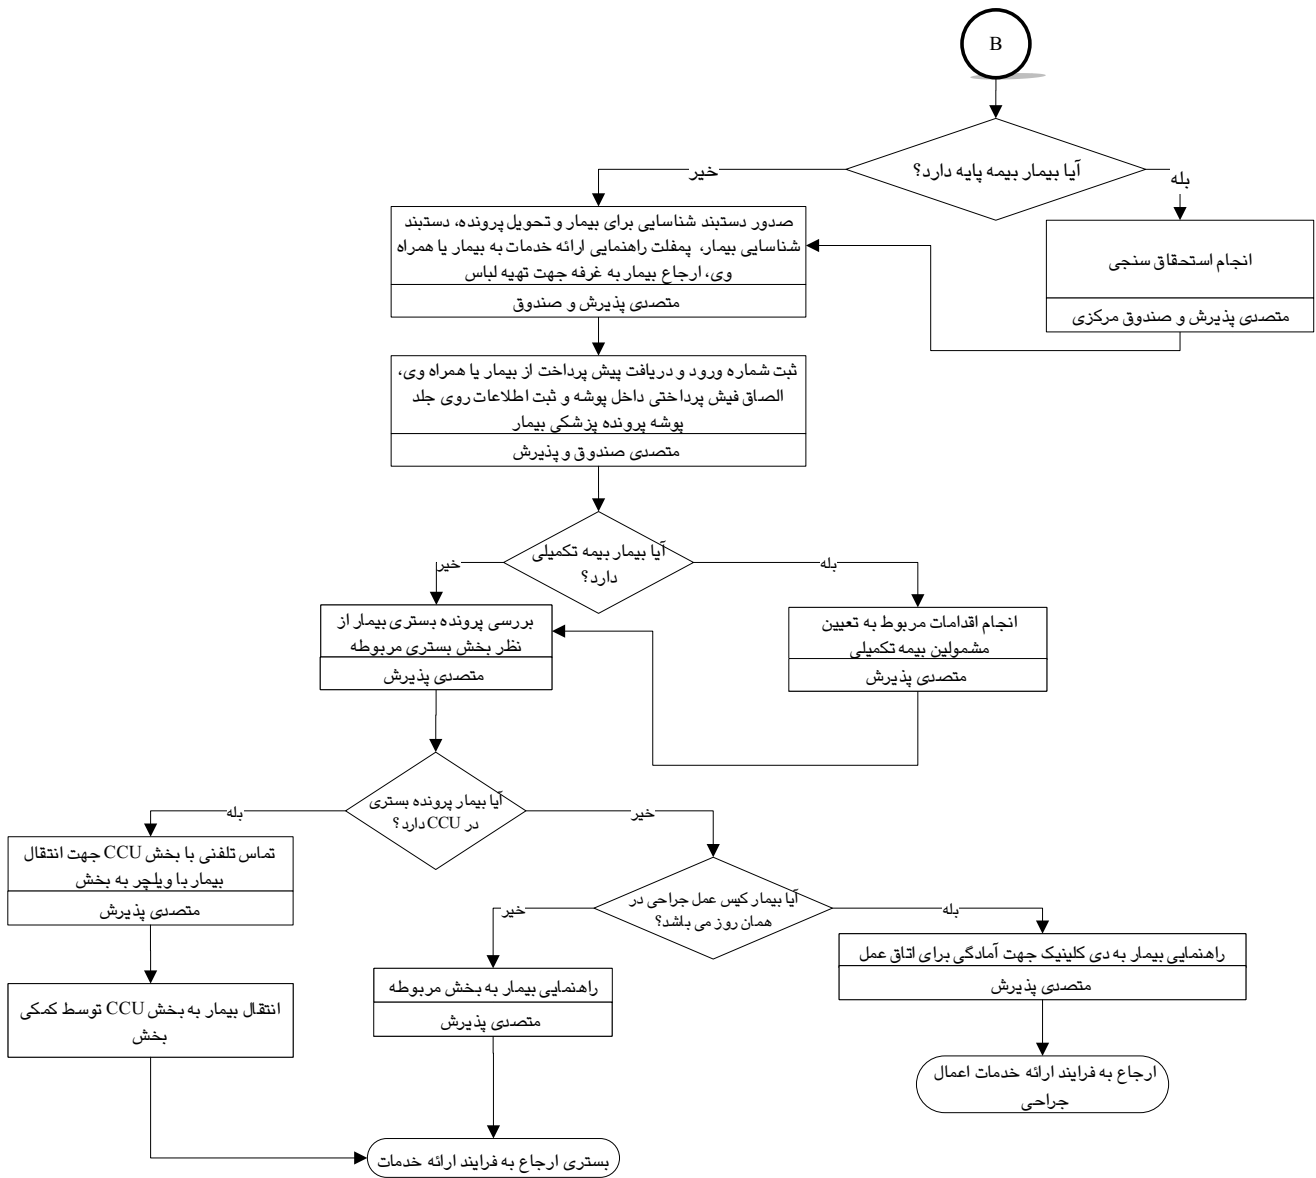 B
آیا بیمار بیمه پایه دارد؟
خیر
بله
صدور دستبند شناسایی برای بیمار و تحویل پرونده، دستبند
شناسایی بیمار، پمفلت راهنمایی ارائه خدمات به بیمار یا همراه
وی، ارجاع بیمار به غرفه جهت تهیه لباس
متصدی پذیرش و صندوق
انجام استحقاق سنجی
متصدی پذیرش و صندوق مرکزی
ثبت شماره ورود و دریافت پیش پرداخت از بیمار یا همراه وی،
الصاق فیش پرداختی داخل پوشه و ثبت اطلاعات روی جلد
پوشه پرونده پزشکی بیمار
متصدی صندوق و پذیرش
آیا بیمار بیمه تکمیلی
دارد؟
خیر
بله
بررسی پرونده بستری بیمار از
نظر بخش بستری مربوطه
متصدی پذیرش
انجام اقدامات مربوط به تعیین
مشمولین بیمه تکمیلی
متصدی پذیرش
آیا بیمار پرونده بستری
در CCU دارد؟
بله
خیر
تماس تلفنی با بخش CCU جهت انتقال
بیمار با ویلچر به بخش
متصدی پذیرش
آیا بیمار کیس عمل جراحی در
همان روز می باشد؟
خیر
بله
راهنمایی بیمار به دی کلینیک جهت آمادگی برای اتاق عمل
متصدی پذیرش
راهنمایی بیمار به بخش مربوطه
متصدی پذیرش
انتقال بیمار به بخش CCU توسط کمکی
بخش
ارجاع به فرایند ارائه خدمات اعمال
جراحی
بستری ارجاع به فرایند ارائه خدمات